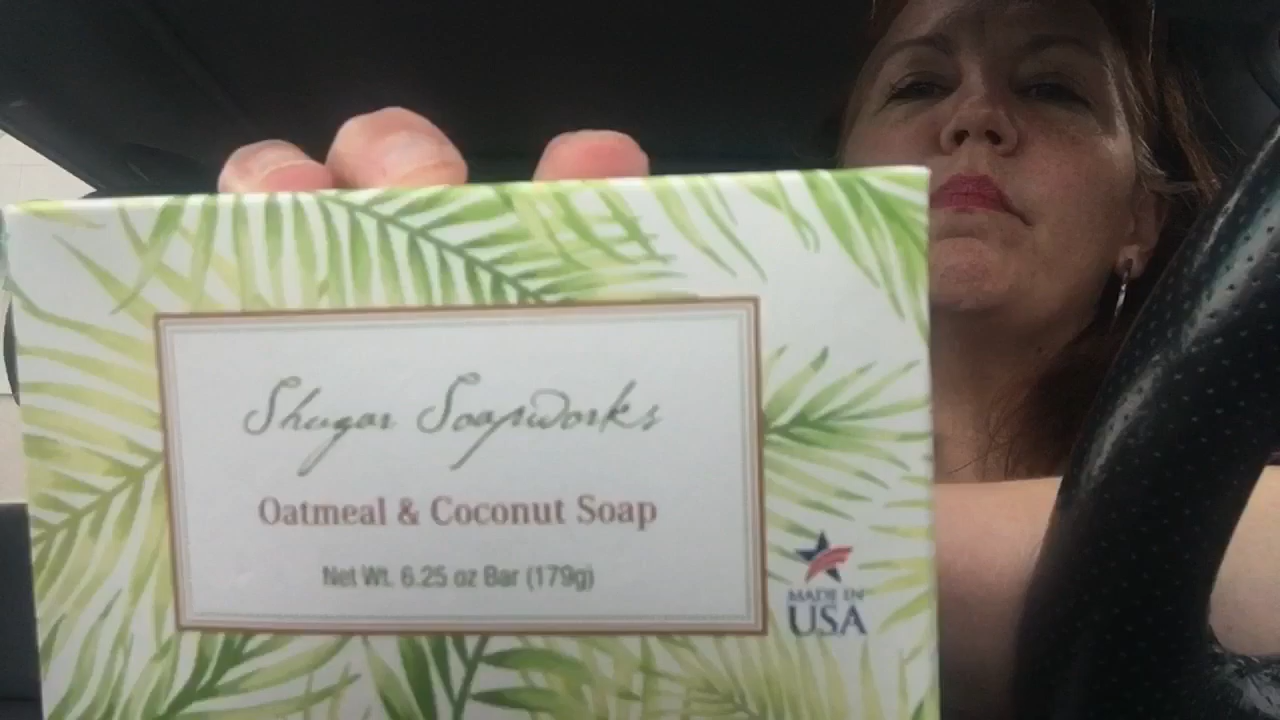 Shugar Soapworks
Oatmeal & Coconut Soap
Net Wt. 6.25 oz Bar (179g)
MADE IN
USA